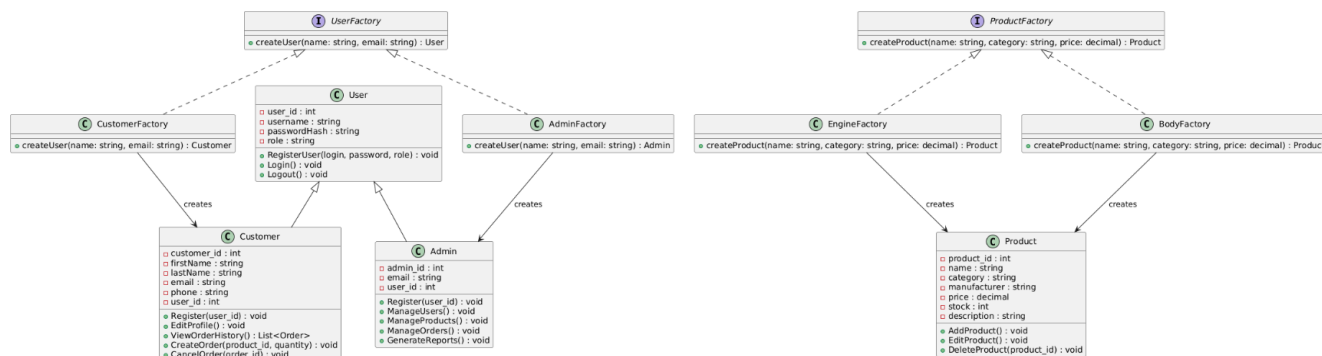 I UserFactory
createUser(name: string, email: string) : User
I ProductFactory
createProduct(name: string, category: string, price: decimal) : Product
C CustomerFactory
createUser(name: string, email: string) : Customer
C User
user_id : int
username : string
passwordHash : string
role : string
RegisterUser(login, password, role) : void
Login() : void
Logout() : void
C AdminFactory
createUser(name: string, email: string) : Admin
C EngineFactory
createProduct(name: string, category: string, price: decimal) : Product
C BodyFactory
createProduct(name: string, category: string, price: decimal) : Product
creates
creates
creates
creates
C Customer
customer_id : int
firstName : string
lastName : string
email : string
phone : string
user_id : int
Register(user_id) : void
EditProfile() : void
ViewOrderHistory() : List<Order>
CreateOrder(product_id, quantity) : void
CancelOrder(order_id) : void
C Admin
admin_id : int
email : string
user_id : int
Register(user_id) : void
ManageUsers() : void
ManageProducts() : void
ManageOrders() : void
GenerateReports() : void
C Product
product_id : int
name : string
category : string
manufacturer : string
price : decimal
stock : int
description : string
AddProduct() : void
EditProduct() : void
DeleteProduct(product_id) : void